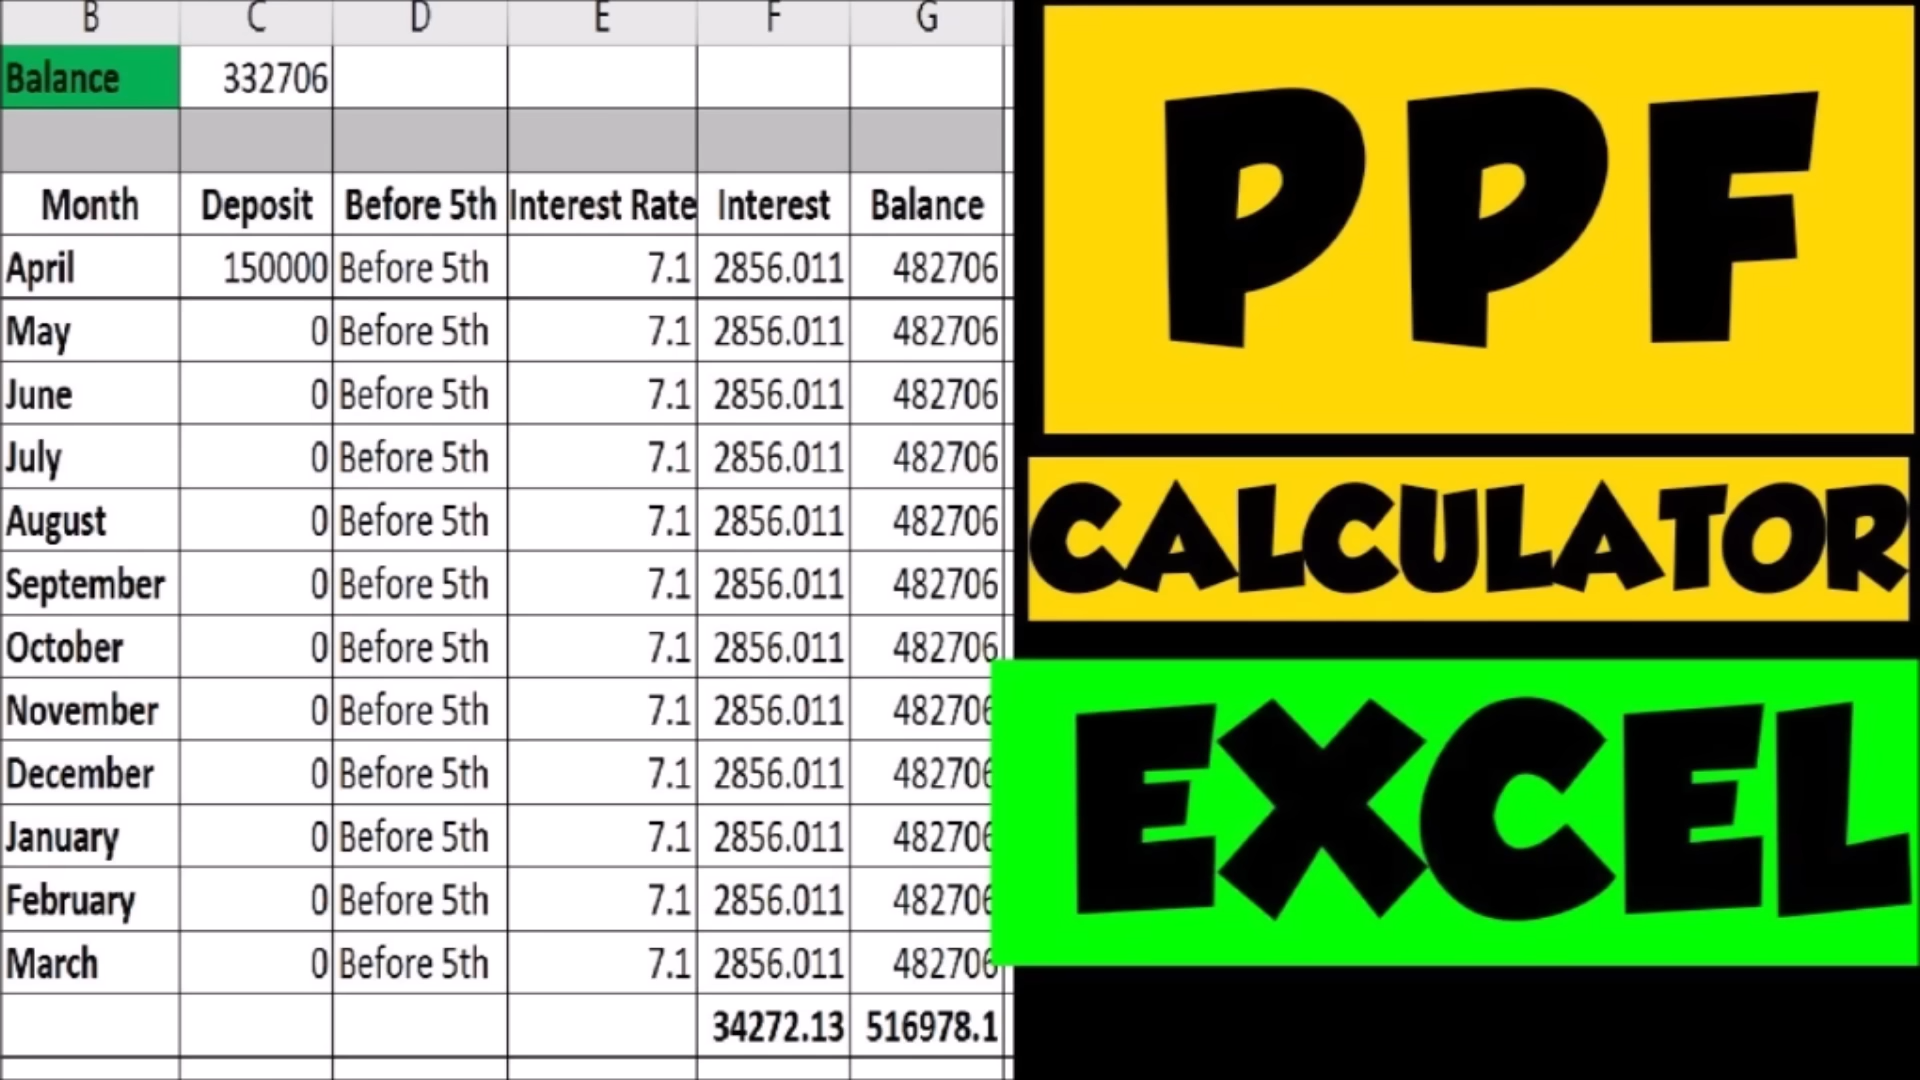 B C D E F G
Balance 332706
Month Deposit Before 5th Interest Rate Interest Balance
April 150000 Before 5th 7.1 2856.011 482706
May 0 Before 5th 7.1 2856.011 482706
June 0 Before 5th 7.1 2856.011 482706
July 0 Before 5th 7.1 2856.011 482706
August 0 Before 5th 7.1 2856.011 482706
September 0 Before 5th 7.1 2856.011 482706
October 0 Before 5th 7.1 2856.011 482706
November 0 Before 5th 7.1 2856.011 482706
December 0 Before 5th 7.1 2856.011 482706
January 0 Before 5th 7.1 2856.011 482706
February 0 Before 5th 7.1 2856.011 482706
March 0 Before 5th 7.1 2856.011 482706
34272.13 516978.1
PPF
CALCULATOR
EXCEL